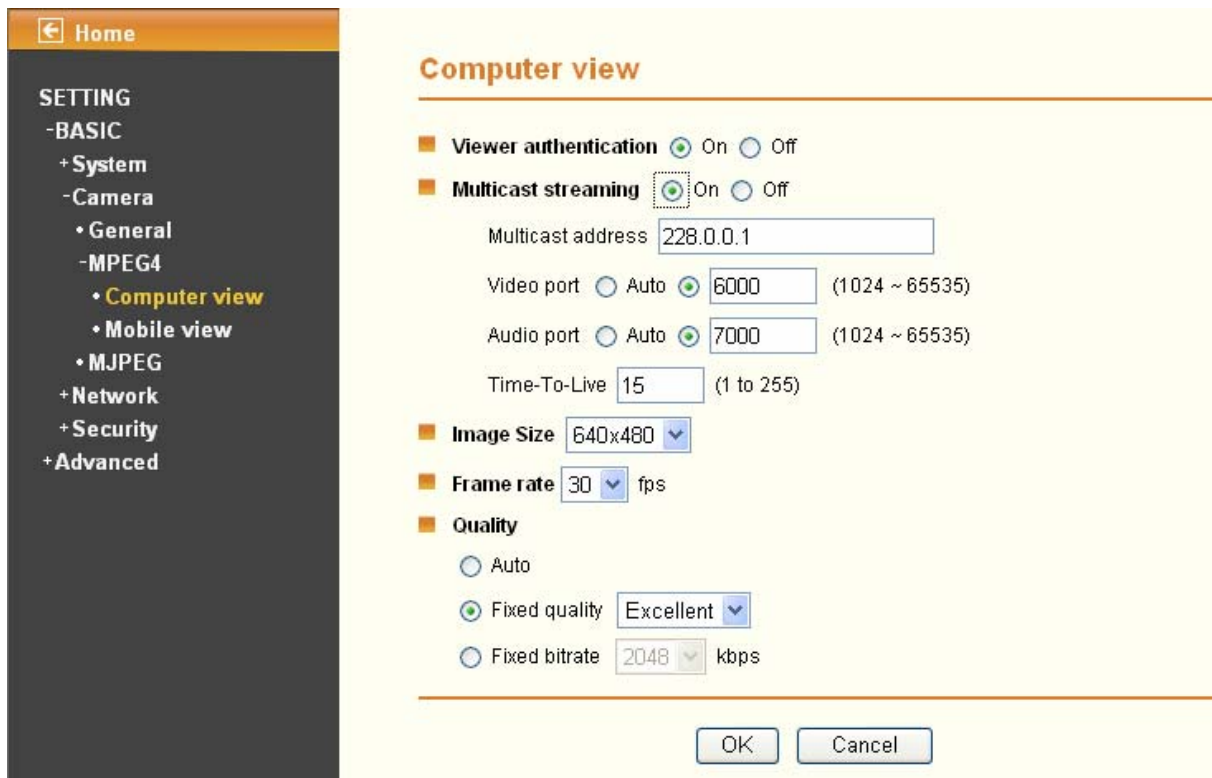 Home
SETTING
-BASIC
+System
-Camera
•General
-MPEG4
•Computer view
•Mobile view
•MJPEG
+Network
+Security
+Advanced
Computer view
Viewer authentication On Off
Multicast streaming On Off
Multicast address 228.0.0.1
Video port Auto 6000 (1024 ~ 65535)
Audio port Auto 7000 (1024 ~ 65535)
Time-To-Live 15 (1 to 255)
Image Size 640x480
Frame rate 30 fps
Quality
Auto
Fixed quality Excellent
Fixed bitrate 2048 kbps
OK Cancel